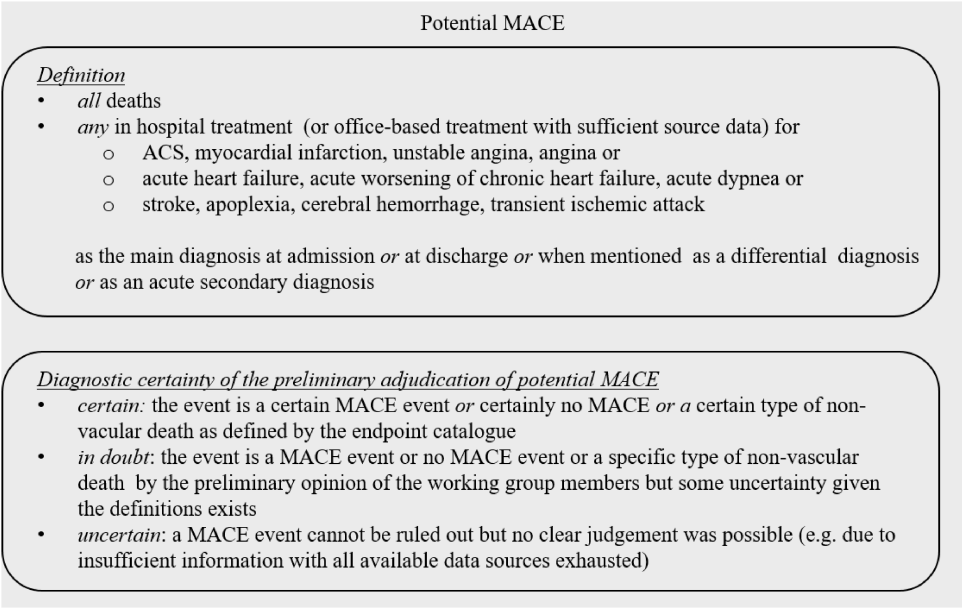 Potential MACE
Definition
• all deaths
• any in hospital treatment (or office-based treatment with sufficient source data) for
o ACS, myocardial infarction, unstable angina, angina or
o acute heart failure, acute worsening of chronic heart failure, acute dypnea or
o stroke, apoplexia, cerebral hemorrhage, transient ischemic attack
as the main diagnosis at admission or at discharge or when mentioned as a differential diagnosis
or as an acute secondary diagnosis
Diagnostic certainty of the preliminary adjudication of potential MACE
• certain: the event is a certain MACE event or certainly no MACE or a certain type of non-
vacular death as defined by the endpoint catalogue
• in doubt: the event is a MACE event or no MACE event or a specific type of non-vascular
death by the preliminary opinion of the working group members but some uncertainty given
the definitions exists
• uncertain: a MACE event cannot be ruled out but no clear judgement was possible (e.g. due to
insufficient information with all available data sources exhausted)